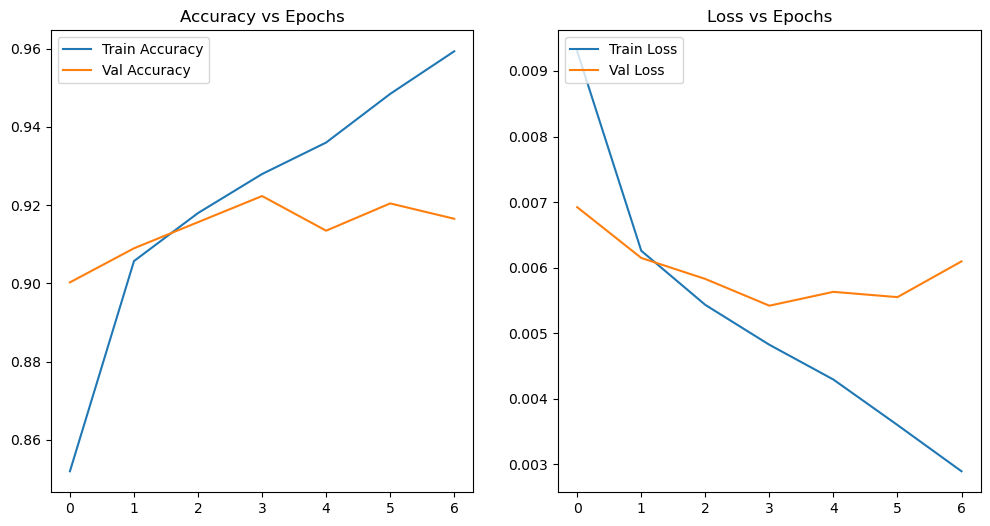 Accuracy vs Epochs
Train Accuracy
Val Accuracy
0.96
0.94
0.92
0.90
0.88
0.86
0 1 2 3 4 5 6
Loss vs Epochs
Train Loss
Val Loss
0.009
0.008
0.007
0.006
0.005
0.004
0.003
0 1 2 3 4 5 6